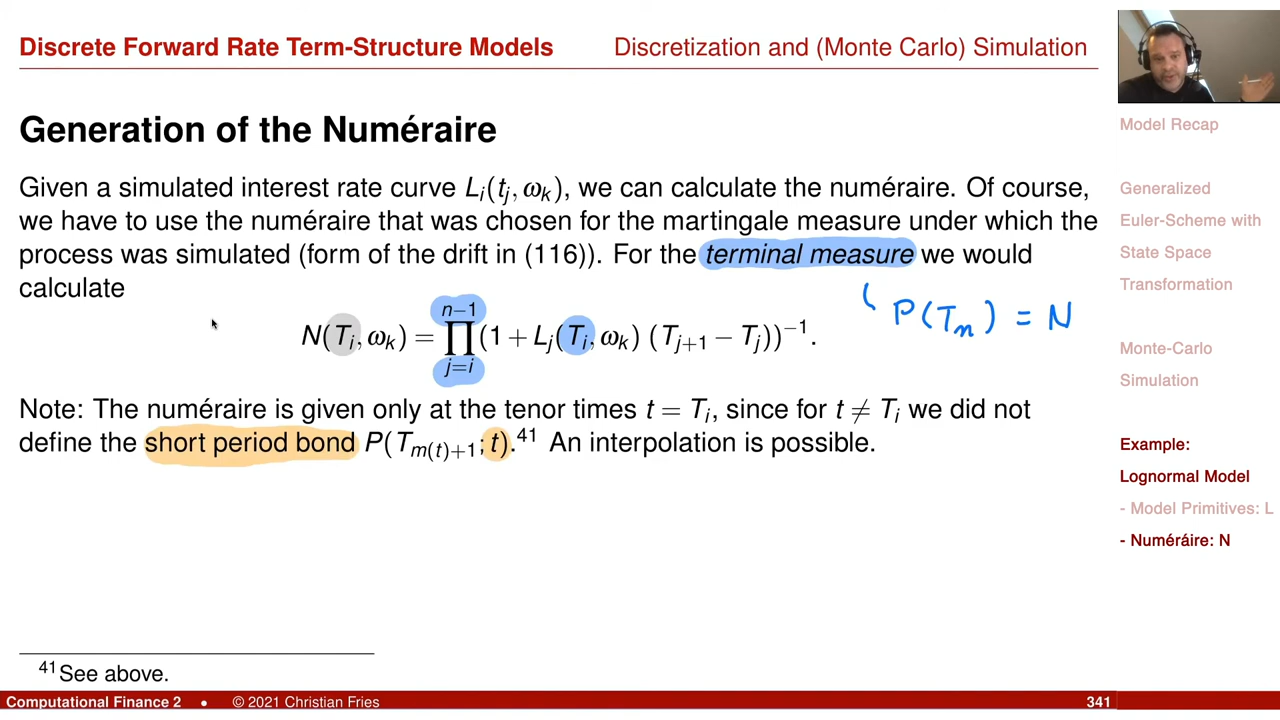 Discrete Forward Rate Term-Structure Models
Discretization and (Monte Carlo) Simulation
Generation of the Numéraire
Given a simulated interest rate curve L_i(t_j, ω_k), we can calculate the numéraire. Of course,
we have to use the numéraire that was chosen for the martingale measure under which the
process was simulated (form of the drift in (116)). For the terminal measure we would
calculate
P(T_n) = N
N(T_i, ω_k) = ∏_{j=i}^{n−1} (1 + L_j(T_i, ω_k) (T_{j+1} − T_j))^{−1}.
Note: The numéraire is given only at the tenor times t = T_i, since for t ≠ T_i we did not
define the short period bond P(T_{m(t)+1}; t).^{41} An interpolation is possible.
^{41}See above.
Computational Finance 2 • © 2021 Christian Fries 341
Model Recap
Generalized
Euler-Scheme with
State Space
Transformation
Monte-Carlo
Simulation
Example:
Lognormal Model
- Model Primitives: L
- Numéráire: N